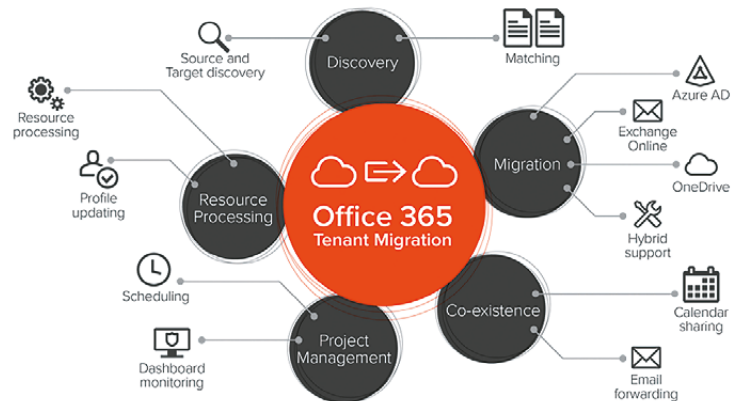 Source and
Target discovery
Discovery
Matching
Azure AD
Exchange
Online
Migration
OneDrive
Hybrid
support
Resource
processing
Profile
updating
Resource
Processing
Office 365
Tenant Migration
Co-existence
Calendar
sharing
Email
forwarding
Scheduling
Project
Management
Dashboard
monitoring